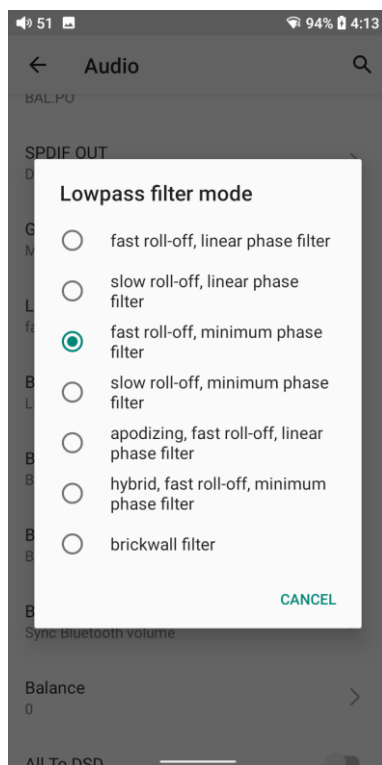 51 94% 4:13
Audio
BAL.PO
SPDIF OUT
D
Lowpass filter mode
G
M
fast roll-off, linear phase filter
slow roll-off, linear phase
filter
L
fa
fast roll-off, minimum phase
filter
B
L
slow roll-off, minimum phase
filter
B
B
apodizing, fast roll-off, linear
phase filter
hybrid, fast roll-off, minimum
phase filter
B
B
brickwall filter
CANCEL
B
Sync Bluetooth volume
Balance
0
All To DSD